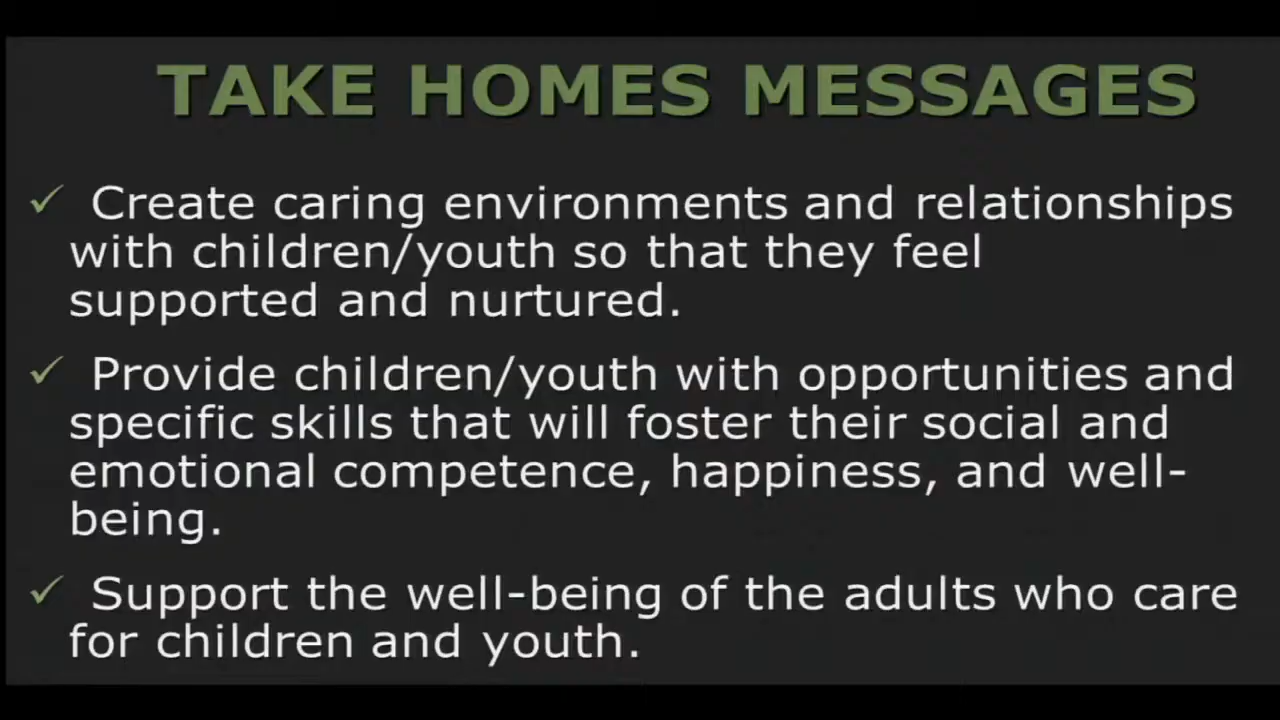 TAKE HOMES MESSAGES
✓ Create caring environments and relationships
with children/youth so that they feel
supported and nurtured.
✓ Provide children/youth with opportunities and
specific skills that will foster their social and
emotional competence, happiness, and well-
being.
✓ Support the well-being of the adults who care
for children and youth.